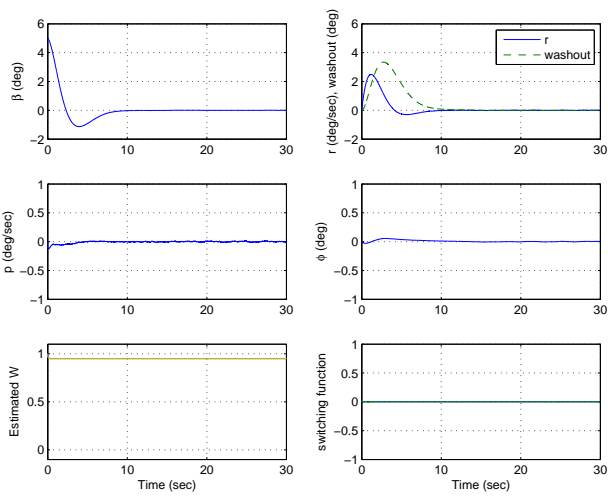 6
4
2
0
−2
0 10 20 30
β (deg)
6
4
2
0
−2
0 10 20 30
r (deg/sec), washout (deg)
r
washout
1
0.5
0
−0.5
−1
0 10 20 30
p (deg/sec)
1
0.5
0
−0.5
−1
0 10 20 30
ϕ (deg)
1
0.5
0
0 10 20 30
Estimated W
Time (sec)
1
0.5
0
−0.5
−1
0 10 20 30
switching function
Time (sec)